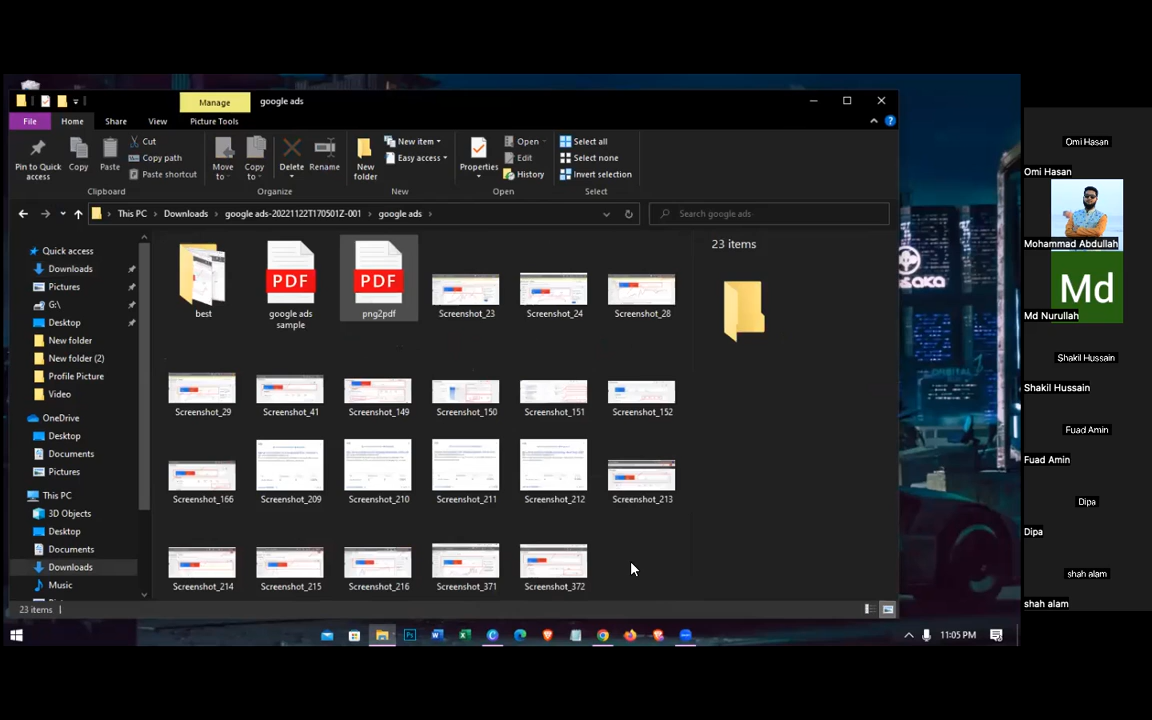 Manage
google ads
File
Home
Share
View
Picture Tools
Pin to Quick access
Copy
Paste
Cut
Copy path
Paste shortcut
Clipboard
Move to
Copy to
Delete
Rename
Organize
New folder
New item
Easy access
New
Properties
Open
Edit
History
Open
Select all
Select none
Invert selection
Select
This PC
Downloads
google ads-20221122T170501Z-001
google ads
Search google ads
Quick access
Downloads
Pictures
G:\
Desktop
New folder
New folder (2)
Profile Picture
Video
OneDrive
Desktop
Documents
Pictures
This PC
3D Objects
Desktop
Documents
Downloads
Music
best
PDF
google ads sample
PDF
png2pdf
Screenshot_23
Screenshot_24
Screenshot_28
Screenshot_29
Screenshot_41
Screenshot_149
Screenshot_150
Screenshot_151
Screenshot_152
Screenshot_166
Screenshot_209
Screenshot_210
Screenshot_211
Screenshot_212
Screenshot_213
Screenshot_214
Screenshot_215
Screenshot_216
Screenshot_371
Screenshot_372
23 items
23 items
11:05 PM
Omi Hasan
Omi Hasan
Mohammad Abdullah
Md
Md Nurullah
Shakil Hussain
Shakil Hussain
Fuad Amin
Fuad Amin
Dipa
Dipa
shah alam
shah alam